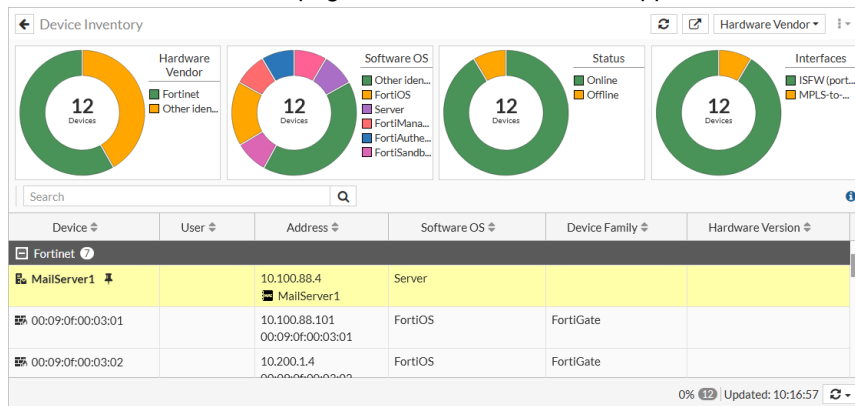 Device Inventory
Hardware Vendor
Hardware
Vendor
Fortinet
Other iden...
12
Devices
Software OS
Other iden...
FortiOS
Server
FortiMana...
FortiAuthe...
FortiSandb...
12
Devices
Status
Online
Offline
12
Devices
Interfaces
ISFW (port...
MPLS-to-...
12
Devices
Search
Device User Address Software OS Device Family Hardware Version
Fortinet 7
MailServer1 10.100.88.4 Server
MailServer1
00:09:0f:00:03:01 10.100.88.101 FortiOS FortiGate
00:09:0f:00:03:01
00:09:0f:00:03:02 10.200.1.4 FortiOS FortiGate
0% 12 Updated: 10:16:57